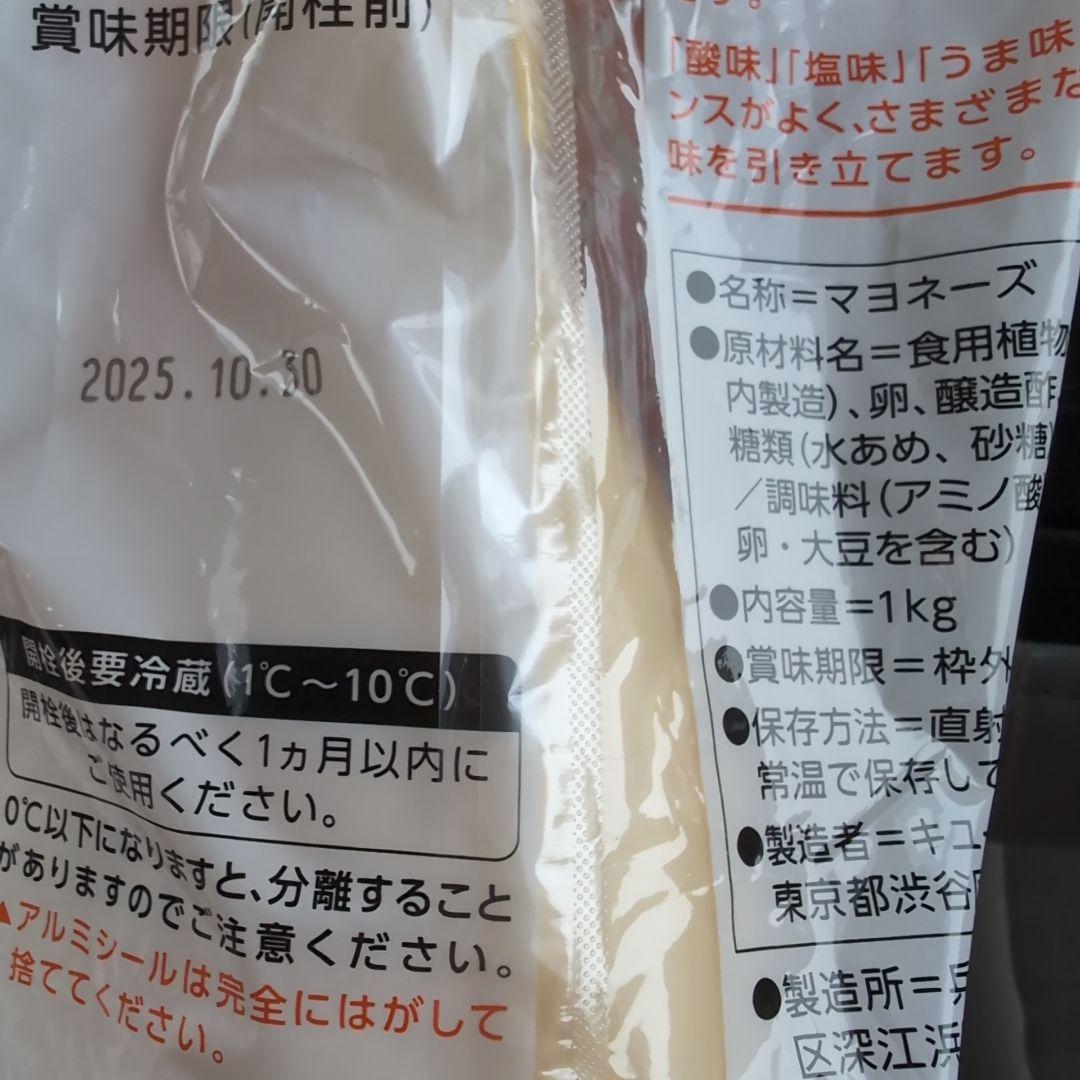 賞味期限(開栓前)
2025.10.30
開栓後要冷蔵(1℃～10℃)
開栓後はなるべく1ヵ月以内に
ご使用ください。
0℃以下になりますと、分離すること
がありますのでご注意ください。
▲アルミシールは完全にはがして
捨ててください。
「酸味」「塩味」「うま味
ンスがよく、さまざまな
味を引き立てます。
●名称＝マヨネーズ
●原材料名＝食用植物
内製造)、卵、醸造酢
糖類(水あめ、砂糖)
／調味料(アミノ酸
卵・大豆を含む)
●内容量＝1kg
●賞味期限＝枠外
●保存方法＝直射
常温で保存して
●製造者＝キユー
東京都渋谷
●製造所＝兵
区深江浜